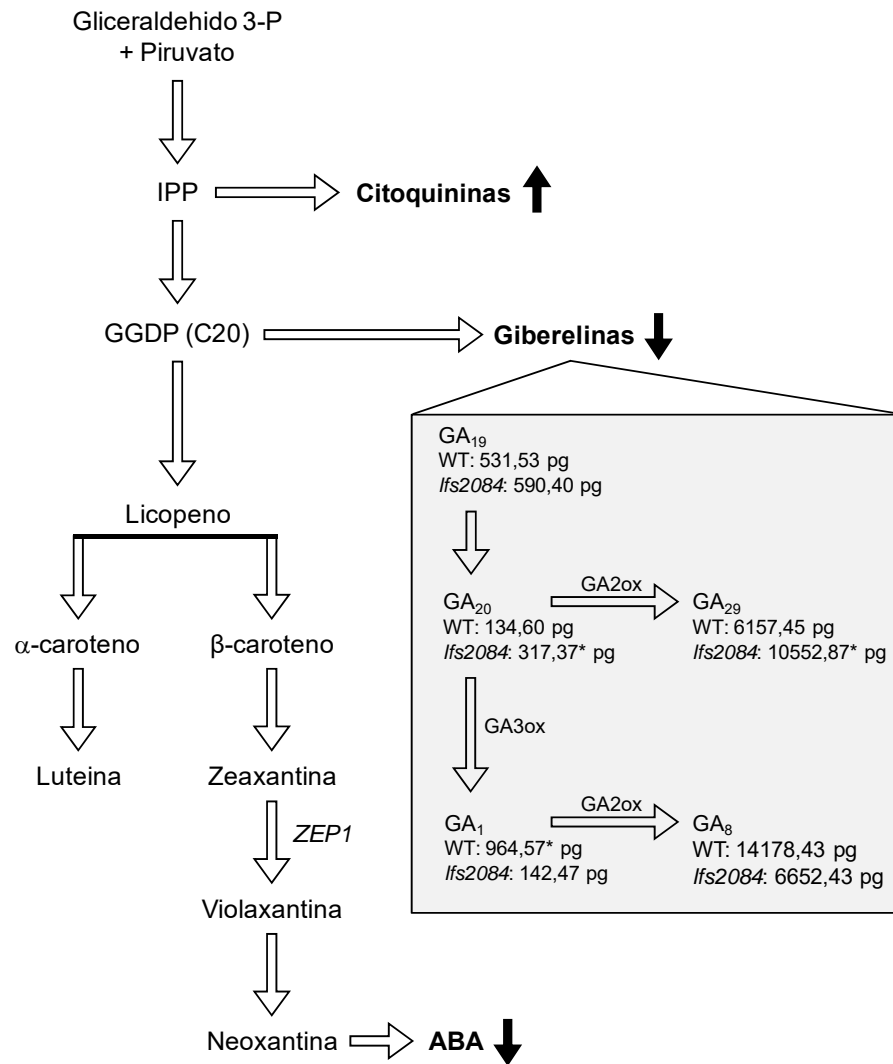 Gliceraldehido 3-P
+ Piruvato
IPP
Citoquininas
GGDP (C20)
Giberelinas
GA19
WT: 531,53 pg
lfs2084: 590,40 pg
Licopeno
GA20
WT: 134,60 pg
lfs2084: 317,37* pg
GA2ox
GA29
WT: 6157,45 pg
lfs2084: 10552,87* pg
α-caroteno
β-caroteno
GA3ox
Luteina
Zeaxantina
ZEP1
GA1
WT: 964,57* pg
lfs2084: 142,47 pg
GA2ox
GA8
WT: 14178,43 pg
lfs2084: 6652,43 pg
Violaxantina
Neoxantina
ABA